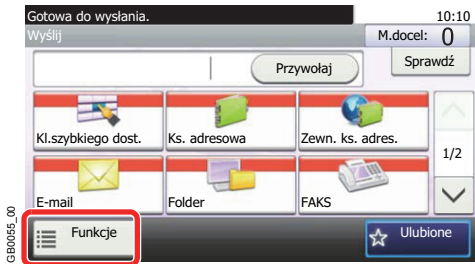 Gotowa do wysłania.
10:10
Wyślij
M.docel: 0
Przywołaj
Sprawdź
Kl.szybkiego dost.
Ks. adresowa
Zewn. ks. adres.
1/2
E-mail
Folder
FAKS
Funkcje
Ulubione
GB0055_00